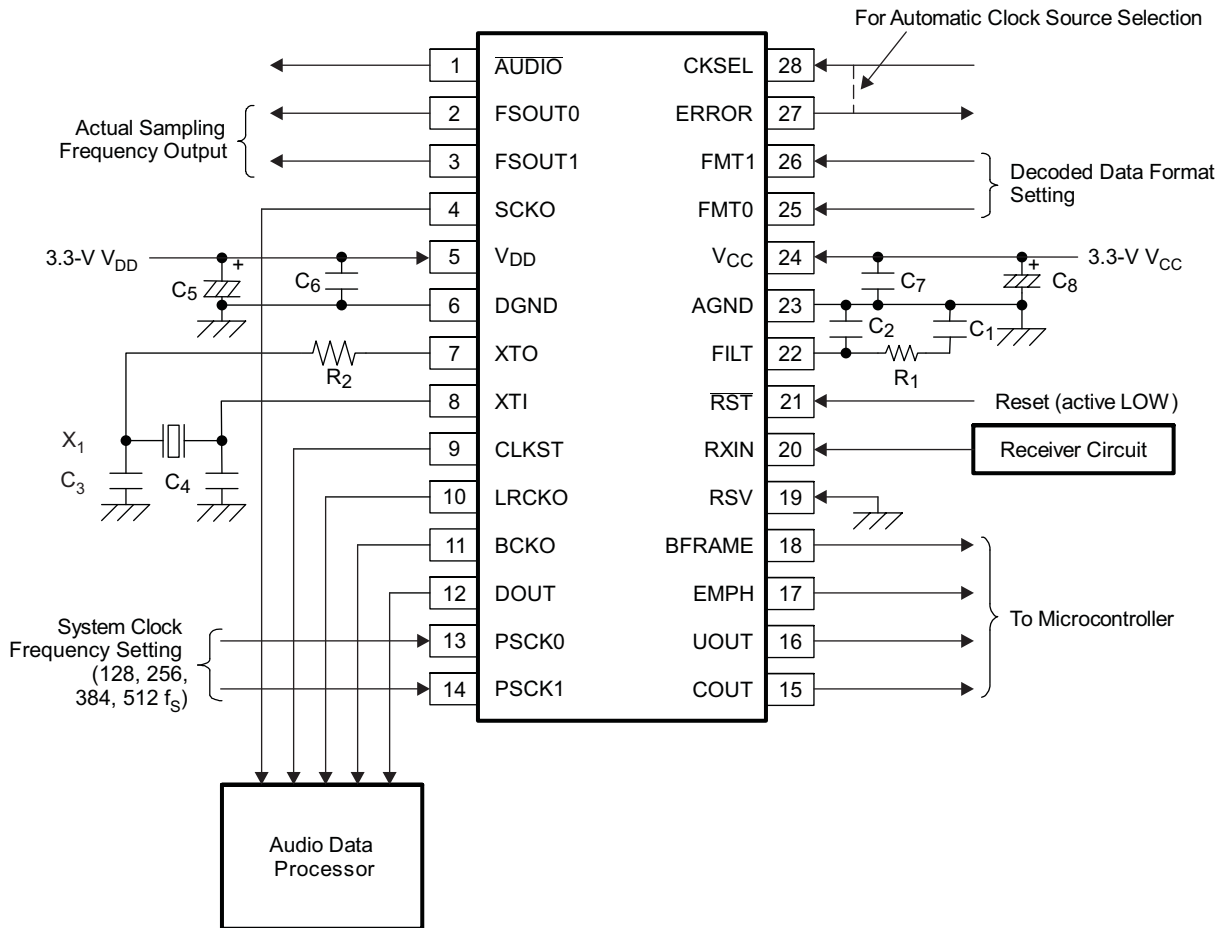 For Automatic Clock Source Selection
1 AUDIO CKSEL 28
Actual Sampling
Frequency Output
2 FSOUT0 ERROR 27
3 FSOUT1 FMT1 26
Decoded Data Format
Setting
4 SCKO FMT0 25
3.3-V VDD
+
C5
C6
5 VDD VCC 24
C7
+
C8
3.3-V VCC
6 DGND AGND 23
C2
C1
7 XTO FILT 22
R2
R1
8 XTI RST 21
Reset (active LOW)
X1
C3
C4
9 CLKST RXIN 20
Receiver Circuit
10 LRCKO RSV 19
11 BCKO BFRAME 18
12 DOUT EMPH 17
To Microcontroller
System Clock
Frequency Setting
(128, 256,
384, 512 fS)
13 PSCK0 UOUT 16
14 PSCK1 COUT 15
Audio Data
Processor